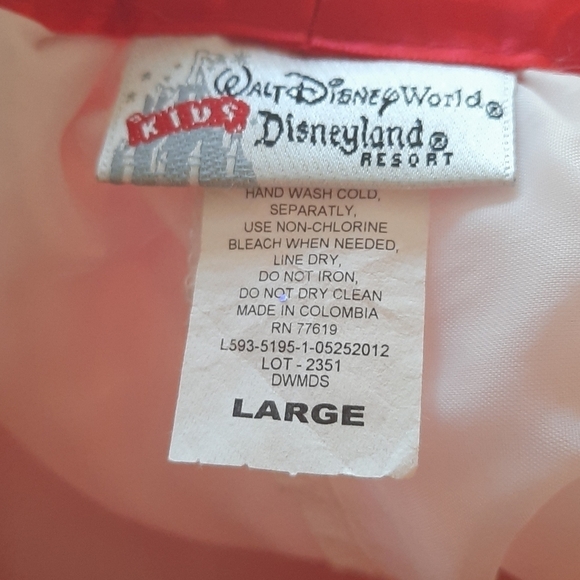 WALT DISNEY World®
KIDS
Disneyland®
RESORT
HAND WASH COLD,
SEPARATLY,
USE NON-CHLORINE
BLEACH WHEN NEEDED,
LINE DRY,
DO NOT IRON,
DO NOT DRY CLEAN
MADE IN COLOMBIA
RN 77619
L593-5195-1-05252012
LOT - 2351
DWMDS
LARGE